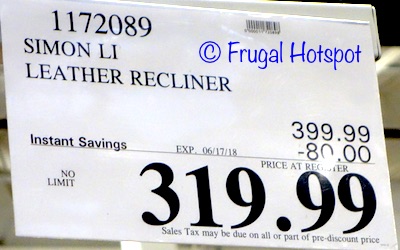 1172089
© Frugal Hotspot
SIMON LI
LEATHER RECLINER
399.99
Instant Savings EXP. 06/17/18 -80.00
PRICE AT REGISTER
NO
LIMIT
319.99
Sales Tax may be due on all or part of pre-discount price